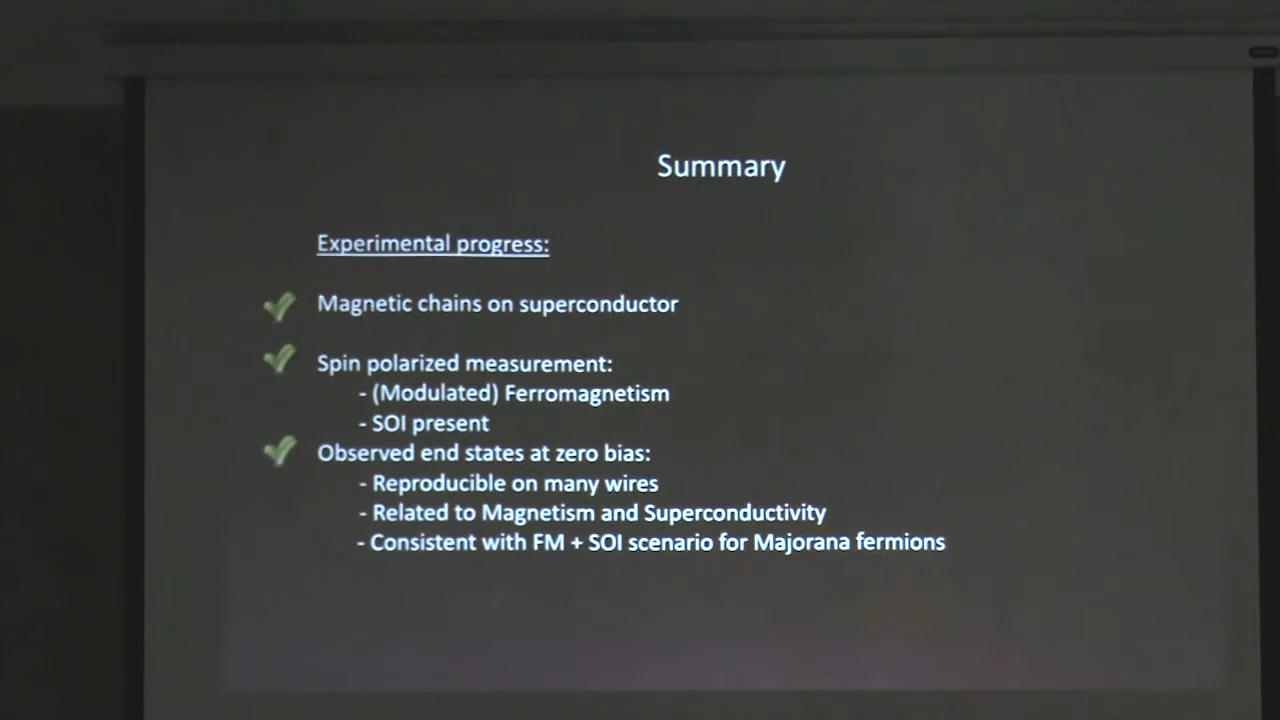 Summary
Experimental progress:
Magnetic chains on superconductor
Spin polarized measurement:
- (Modulated) Ferromagnetism
- SOI present
Observed end states at zero bias:
- Reproducible on many wires
- Related to Magnetism and Superconductivity
- Consistent with FM + SOI scenario for Majorana fermions